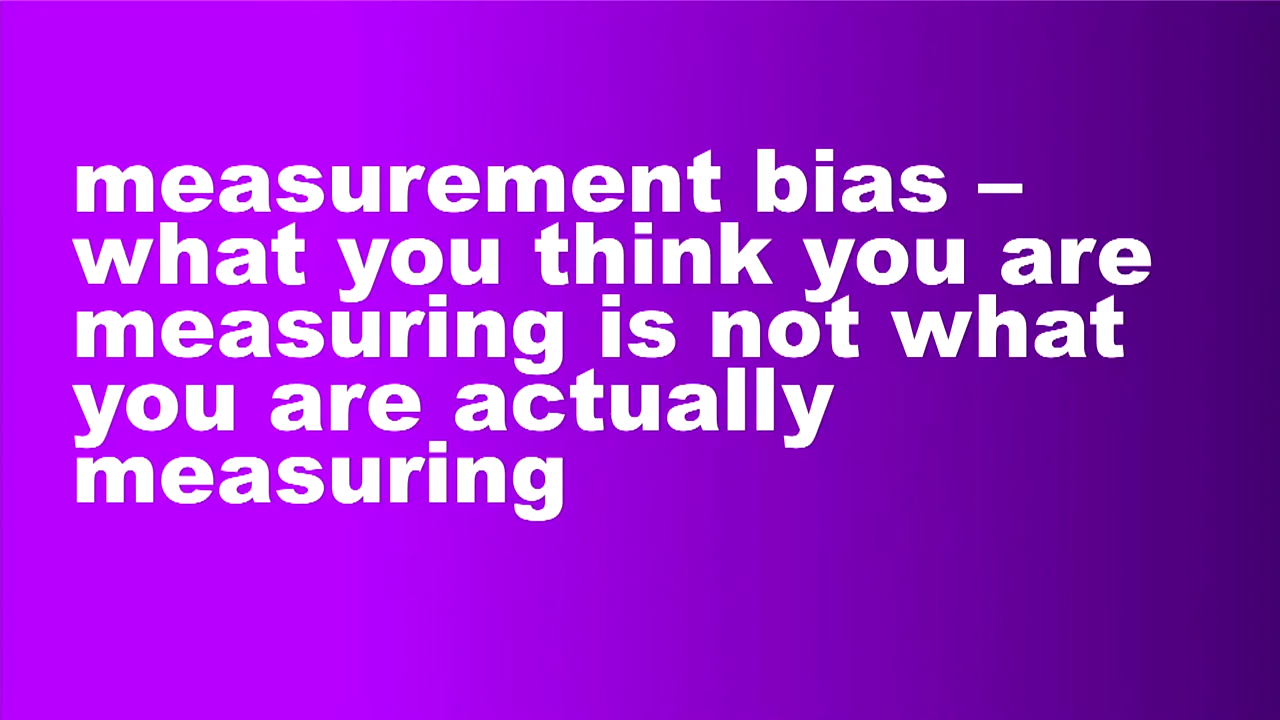 measurement bias –
what you think you are
measuring is not what
you are actually
measuring